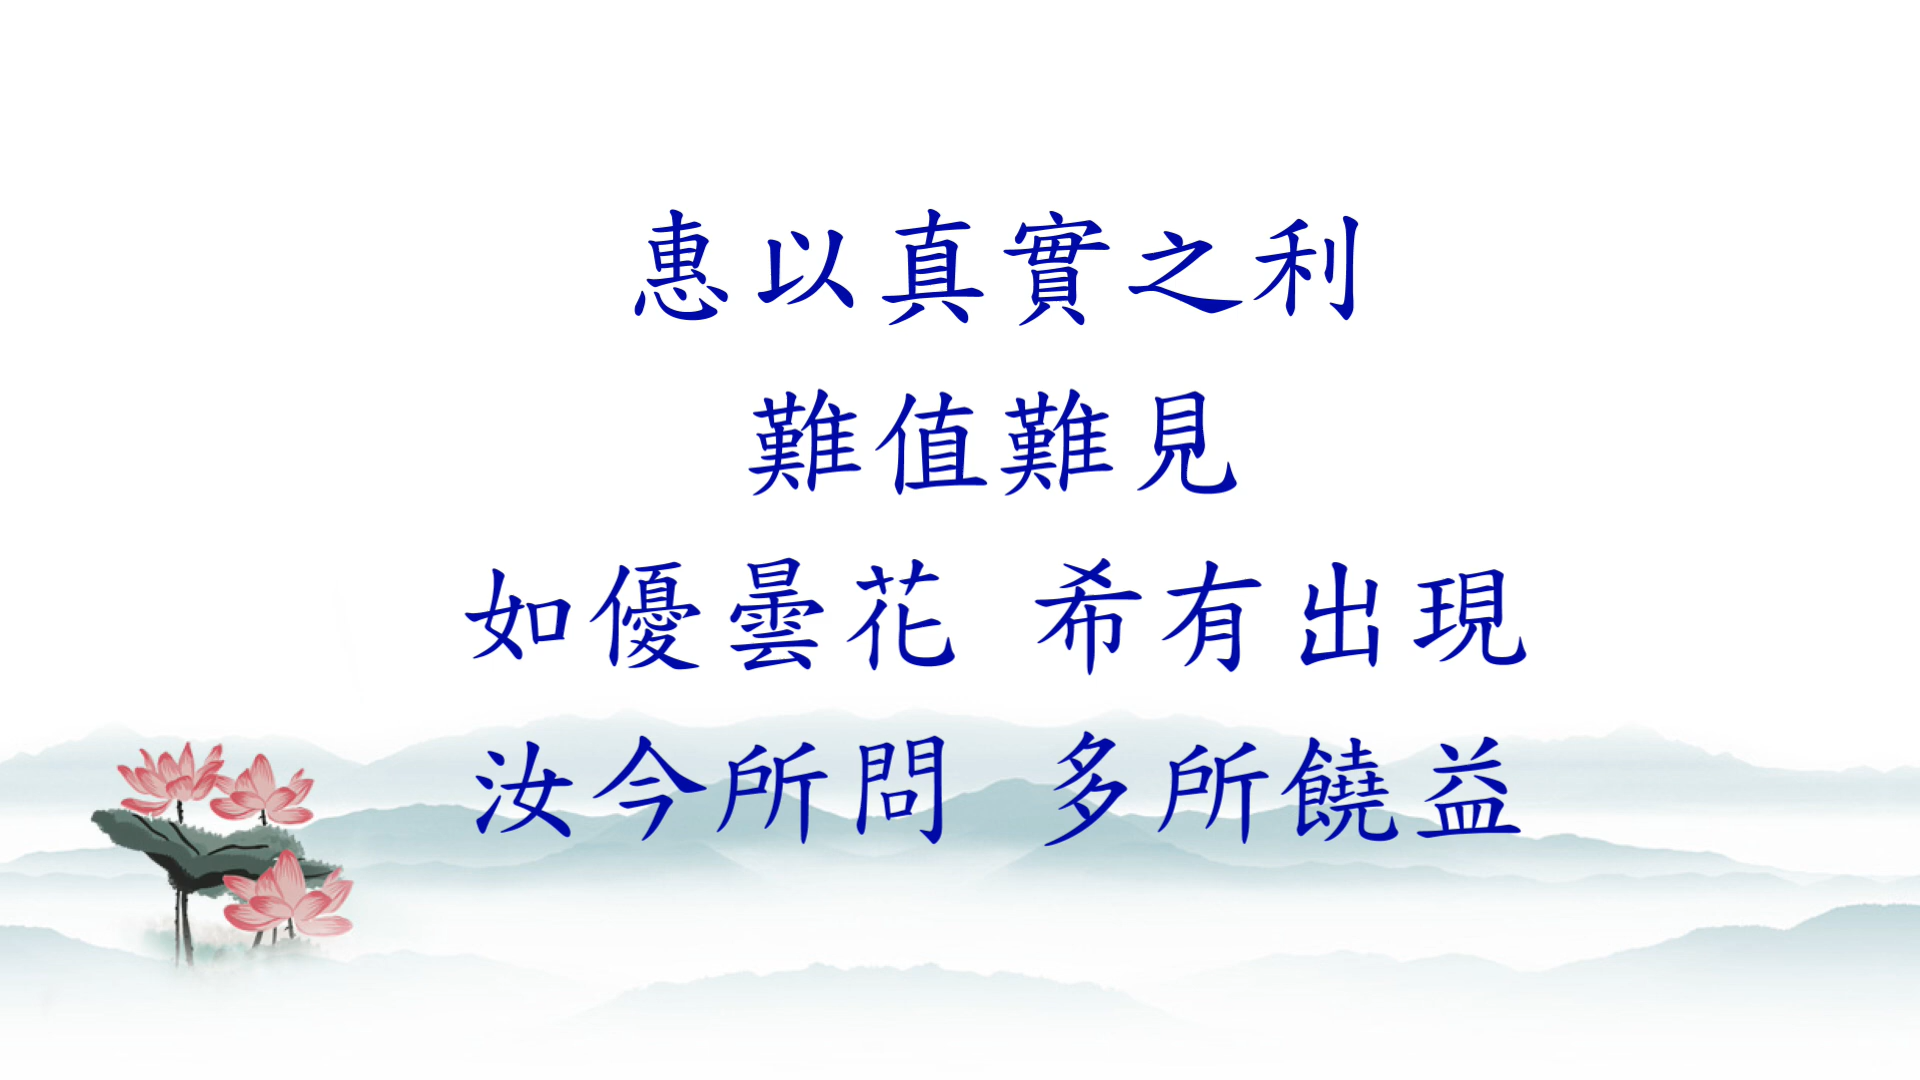 惠以真實之利
難值難見
如優曇花 希有出現
汝今所問 多所饒益